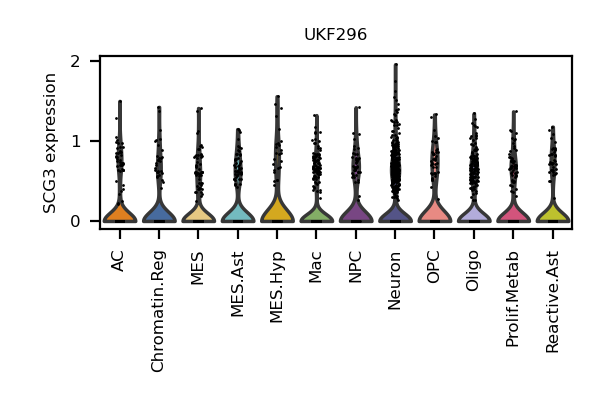 UKF296
SCG3 expression
2
1
0
AC
Chromatin.Reg
MES
MES.Ast
MES.Hyp
Mac
NPC
Neuron
OPC
Oligo
Prolif.Metab
Reactive.Ast